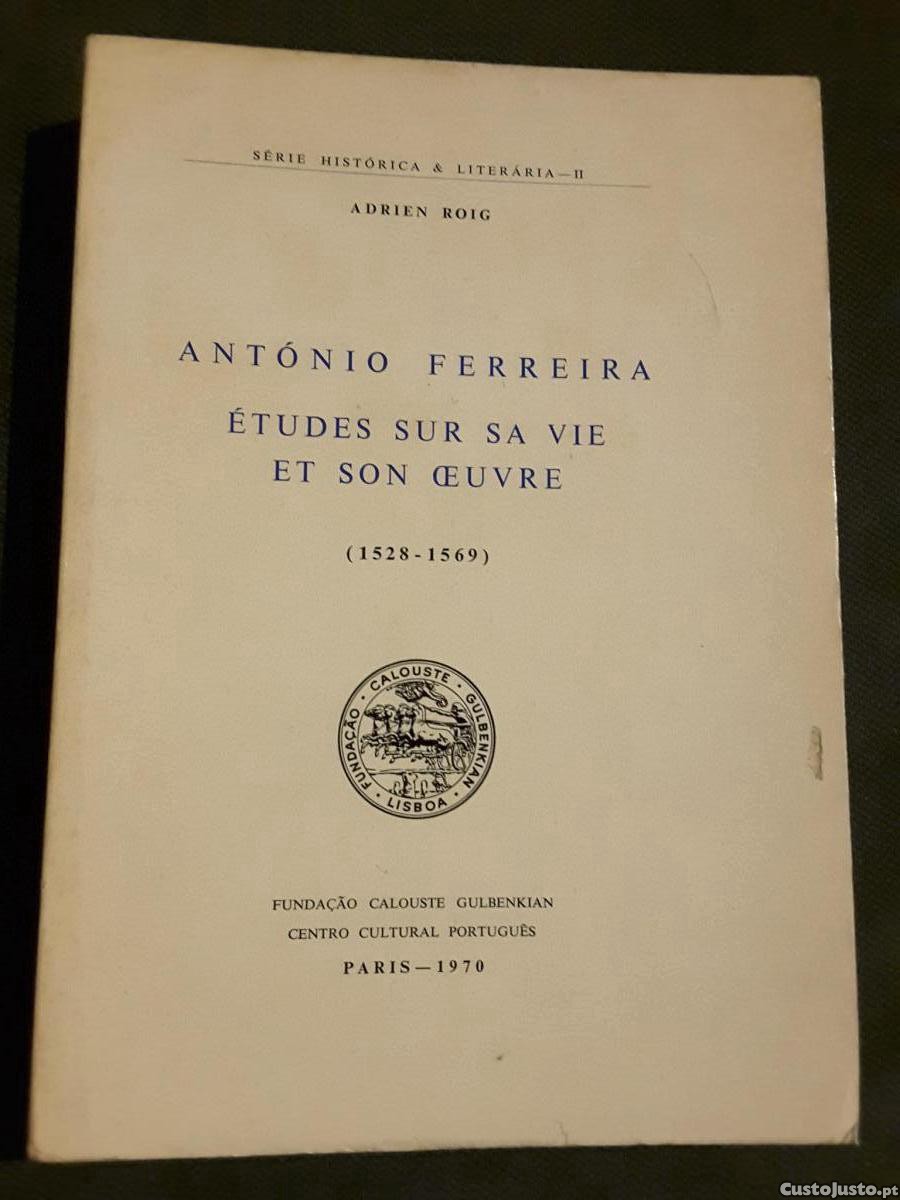 SÉRIE HISTÓRICA & LITERÁRIA — II
ADRIEN ROIG
ANTÓNIO FERREIRA
ÉTUDES SUR SA VIE
ET SON ŒUVRE
(1528-1569)
FUNDAÇÃO · CALOUSTE · GULBENKIAN · LISBOA ·
FUNDAÇÃO CALOUSTE GULBENKIAN
CENTRO CULTURAL PORTUGUÊS
PARIS — 1970
CustoJusto.pt